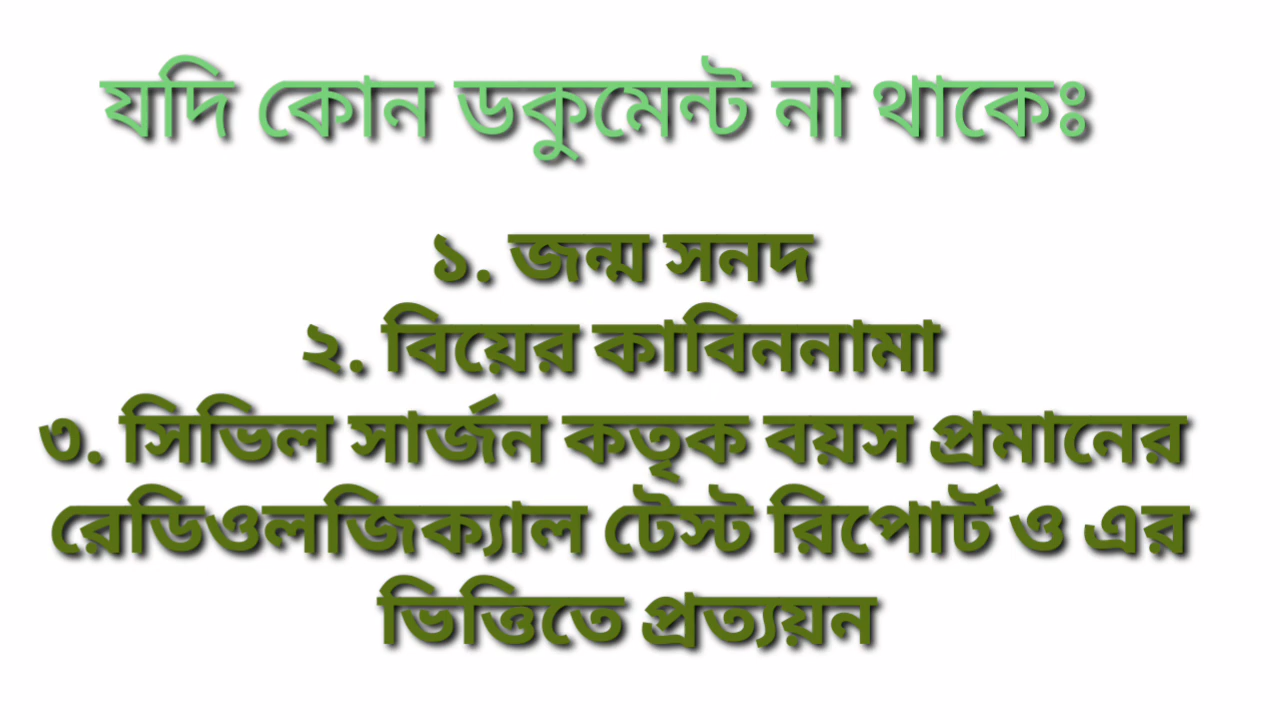 যদি কোন ডকুমেন্ট না থাকেঃ
১. জন্ম সনদ
২. বিয়ের কাবিননামা
৩. সিভিল সার্জন কতৃক বয়স প্রমানের
রেডিওলজিক্যাল টেস্ট রিপোর্ট ও এর
ভিত্তিতে প্রত্যয়ন